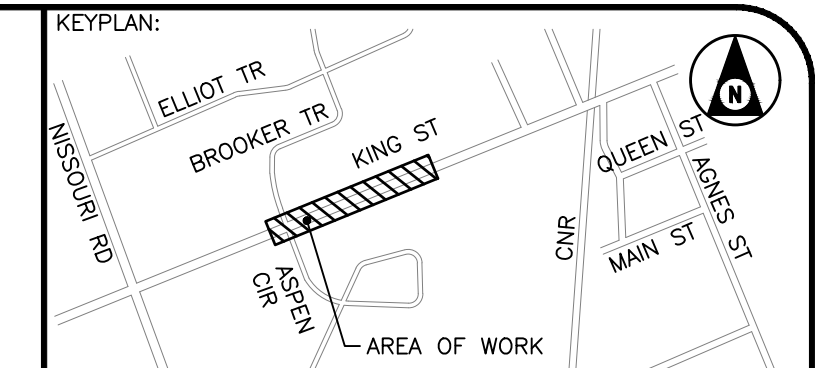 KEYPLAN:
ELLIOT TR
BROOKER TR
KING ST
N
NISSOURI RD
QUEEN ST
AGNES ST
CNR
MAIN ST
ASPEN
CIR
AREA OF WORK